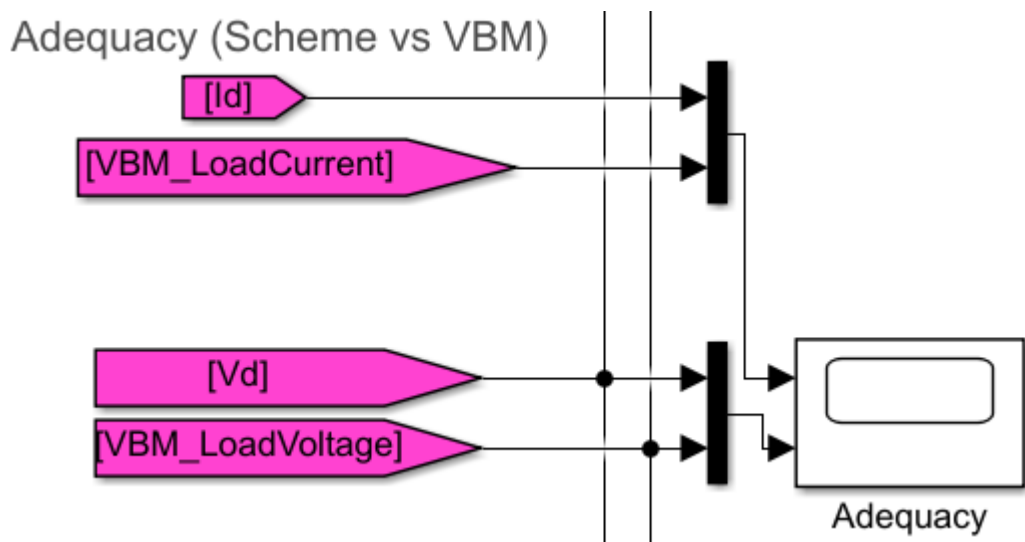 Adequacy (Scheme vs VBM)
[Id]
[VBM_LoadCurrent]
[Vd]
[VBM_LoadVoltage]
Adequacy